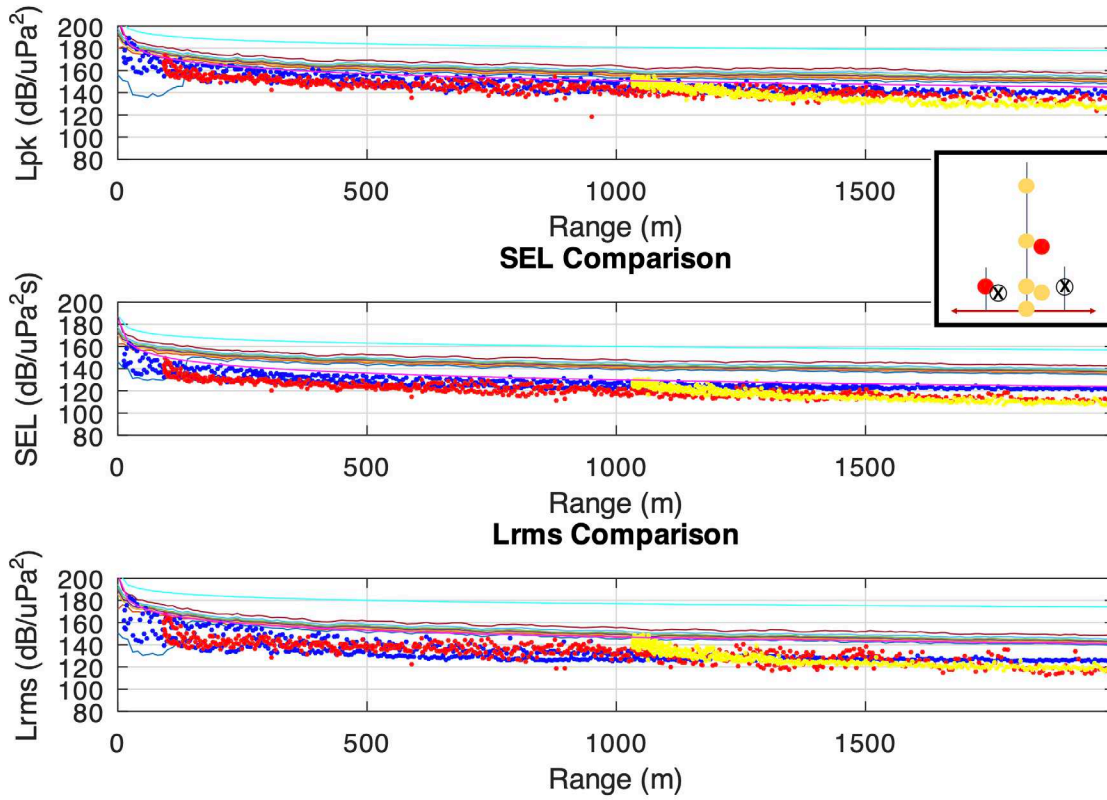 200
180
160
140
120
100
80
Lpk (dB/uPa²)
0 500 1000 1500
Range (m)
SEL Comparison
200
180
160
140
120
100
80
SEL (dB/uPa²s)
0 500 1000 1500
Range (m)
Lrms Comparison
200
180
160
140
120
100
80
Lrms (dB/uPa²)
0 500 1000 1500
Range (m)
X X